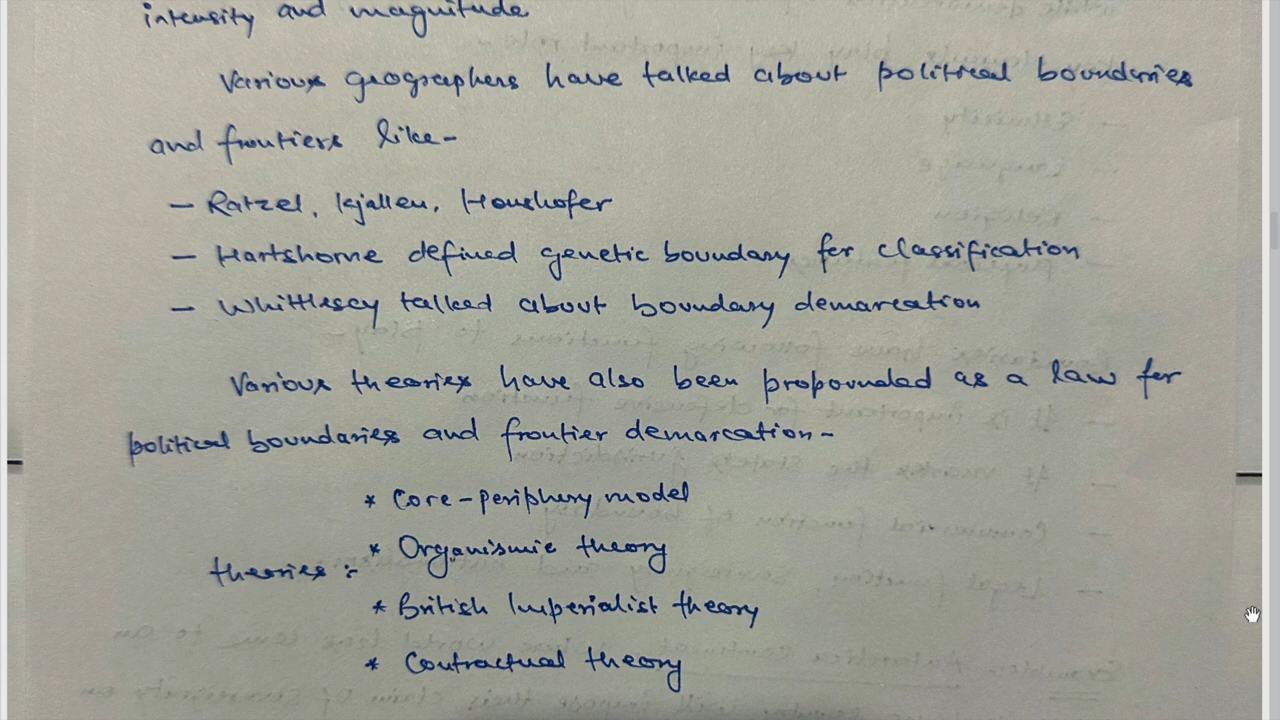 intensity and magnitude
Various geographers have talked about political boundaries
and frontiers like-
- Ratzel, Kjallen, Houshofer
- Hartshorne defined genetic boundary for classification
- Whittlesey talked about boundary demarcation
Various theories have also been propounded as a law for
political boundaries and frontier demarcation-
* Core-periphery model
* Organismic theory
theories :-
* British Imperialist theory
* Contractual theory